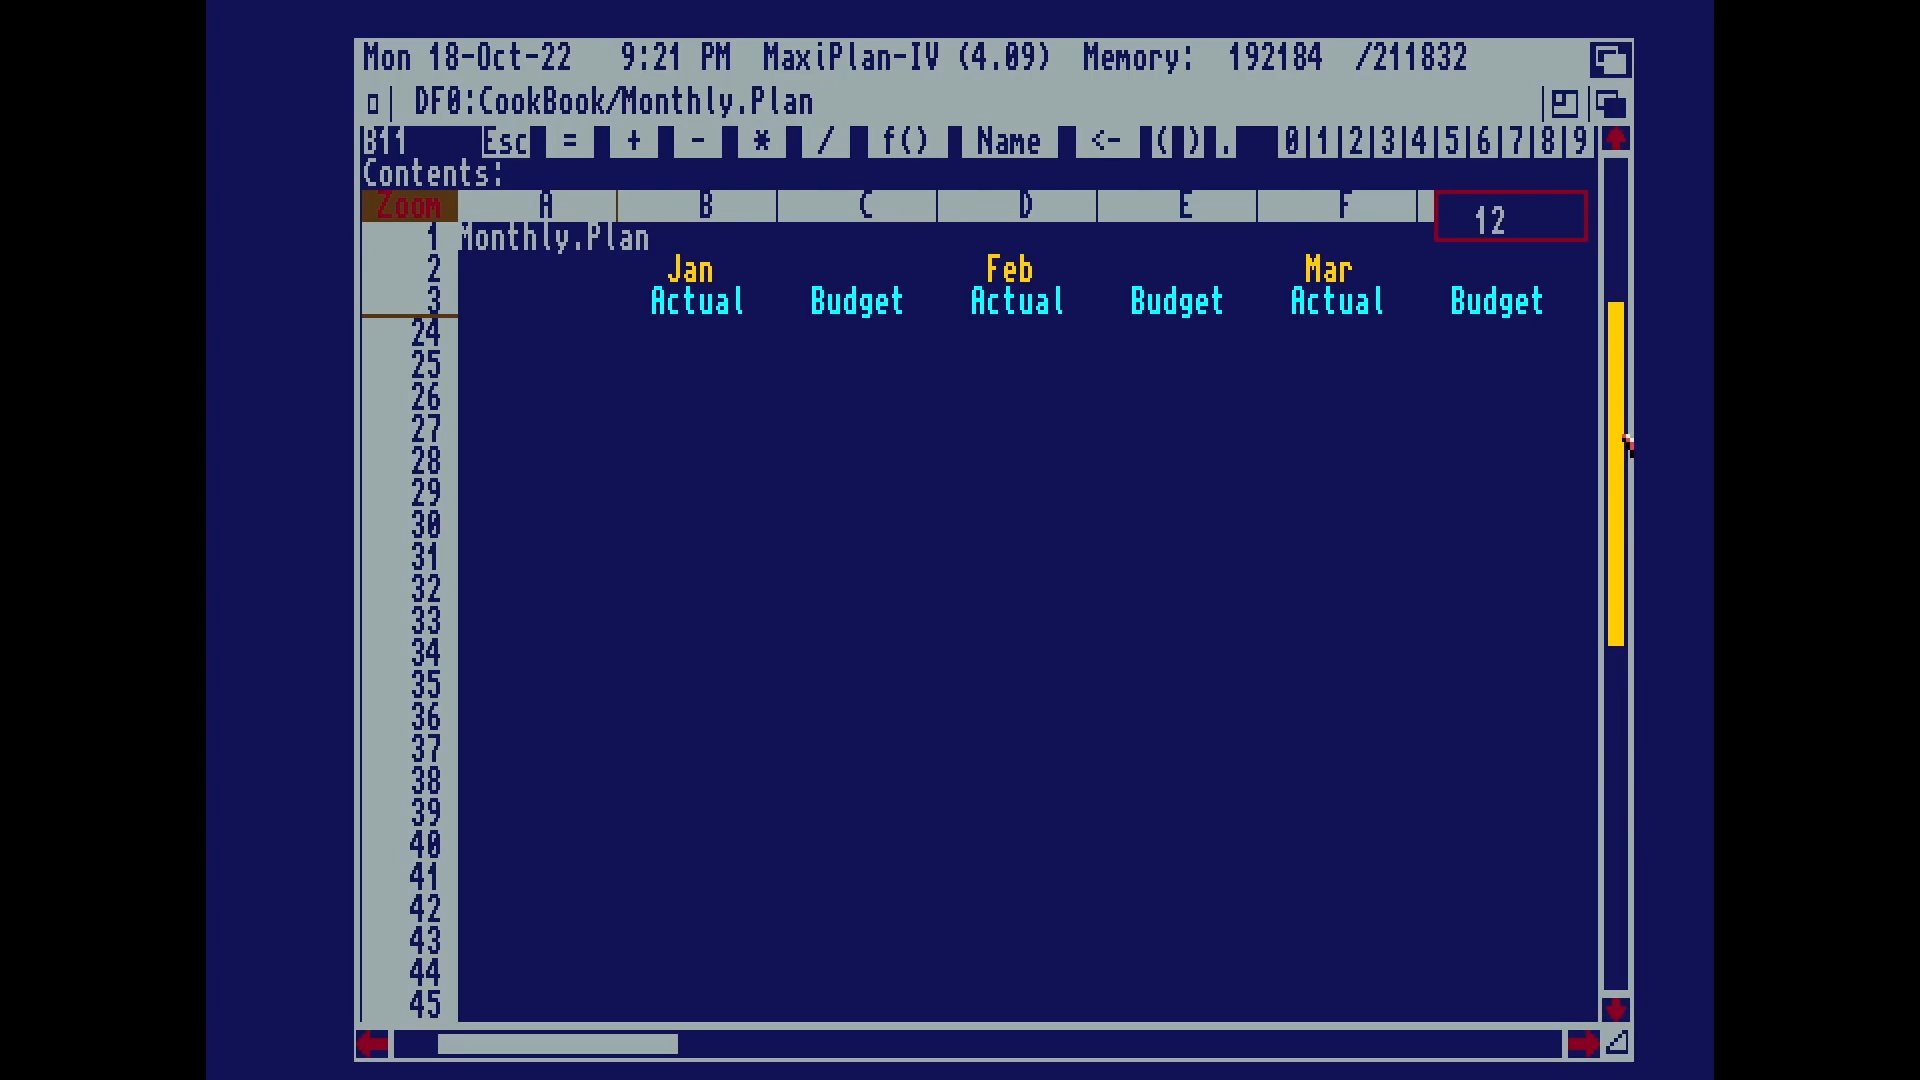 Mon 18-Oct-22 9:21 PM MaxiPlan-IV (4.09) Memory: 192184 /211832
DF0:CookBook/Monthly.Plan
B11 Esc = + - * / f() Name <- ( ) . 0 1 2 3 4 5 6 7 8 9
Contents:
Zoom A B C D E F 12
1 Monthly.Plan
2 Jan Feb Mar
3 Actual Budget Actual Budget Actual Budget
24
25
26
27
28
29
30
31
32
33
34
35
36
37
38
39
40
41
42
43
44
45